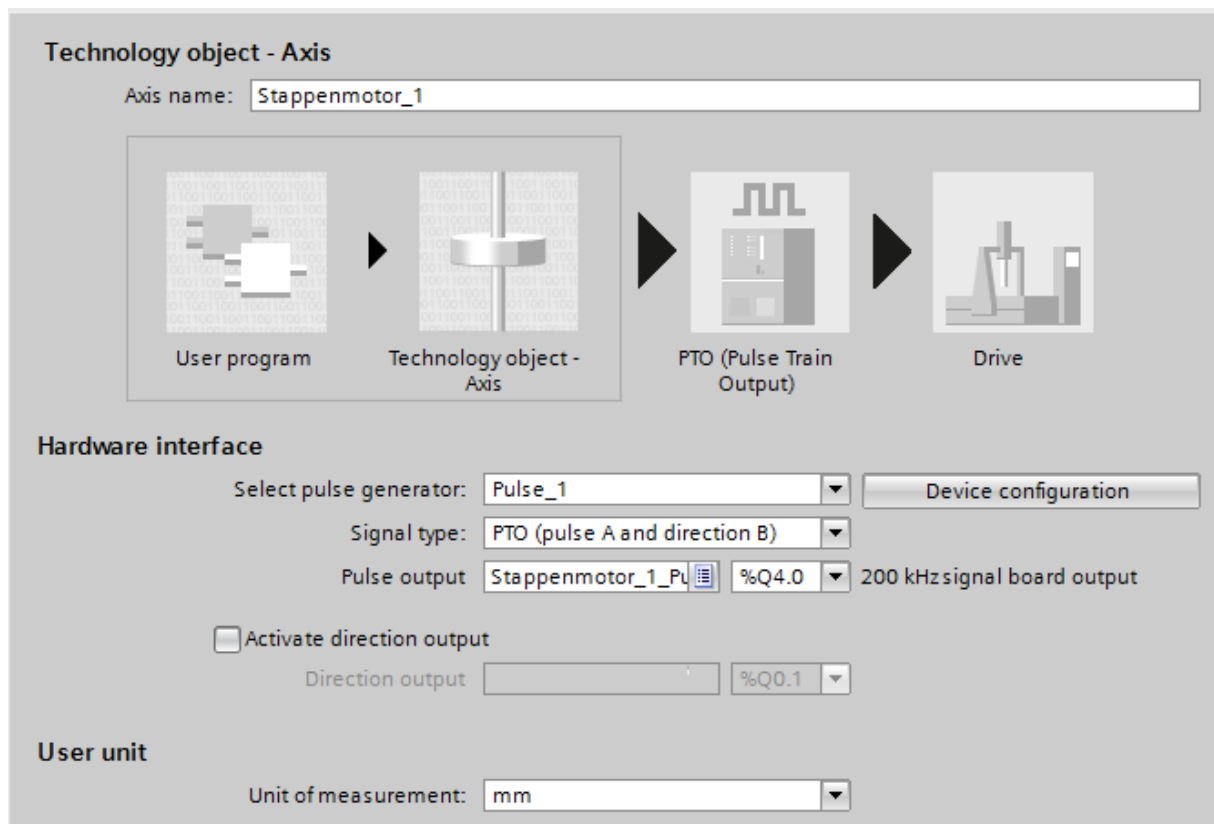 Technology object - Axis
Axis name: Stappenmotor_1
User program
Technology object -
Axis
PTO (Pulse Train
Output)
Drive
Hardware interface
Select pulse generator: Pulse_1 Device configuration
Signal type: PTO (pulse A and direction B)
Pulse output Stappenmotor_1_Pu %Q4.0 200 kHz signal board output
Activate direction output
Direction output %Q0.1
User unit
Unit of measurement: mm